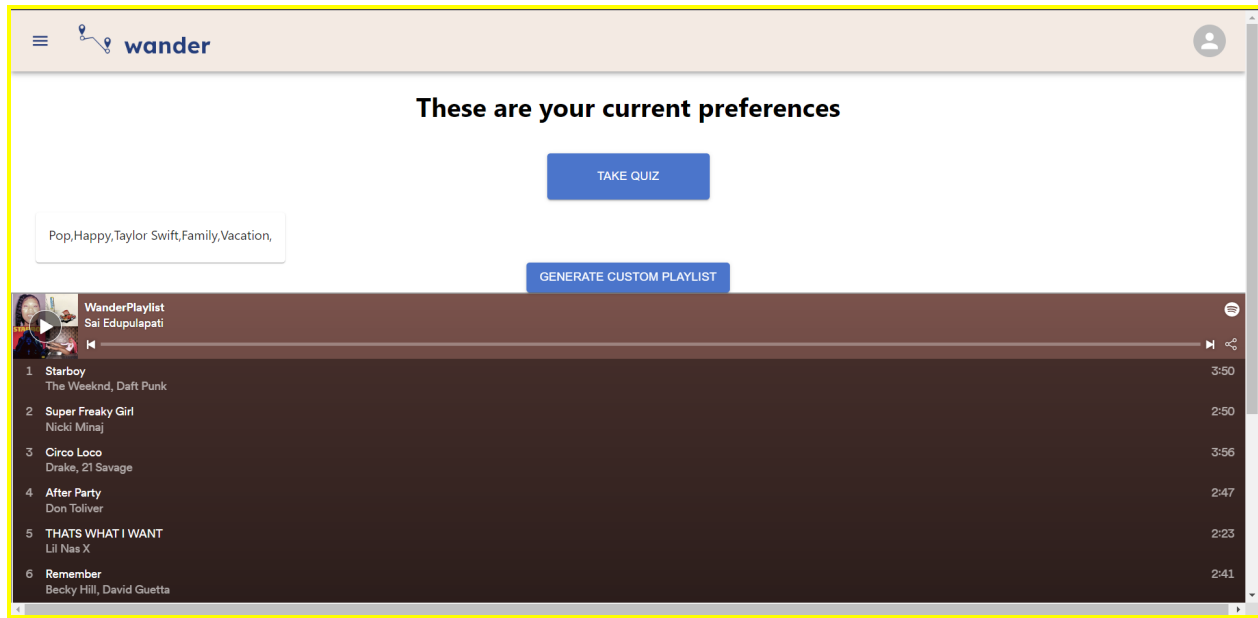 wander
These are your current preferences
TAKE QUIZ
Pop,Happy,Taylor Swift,Family,Vacation,
GENERATE CUSTOM PLAYLIST
WanderPlaylist
Sai Edupulapati
1 Starboy 3:50
The Weeknd, Daft Punk
2 Super Freaky Girl 2:50
Nicki Minaj
3 Circo Loco 3:56
Drake, 21 Savage
4 After Party 2:47
Don Toliver
5 THATS WHAT I WANT 2:23
Lil Nas X
6 Remember 2:41
Becky Hill, David Guetta